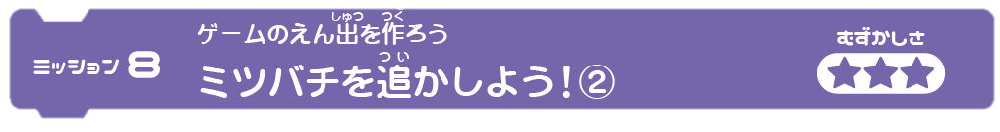 ミッション 8
しゅつ つく
ゲームのえん出を作ろう
つい
ミツバチを追かしよう！②
むずかしさ
★★★